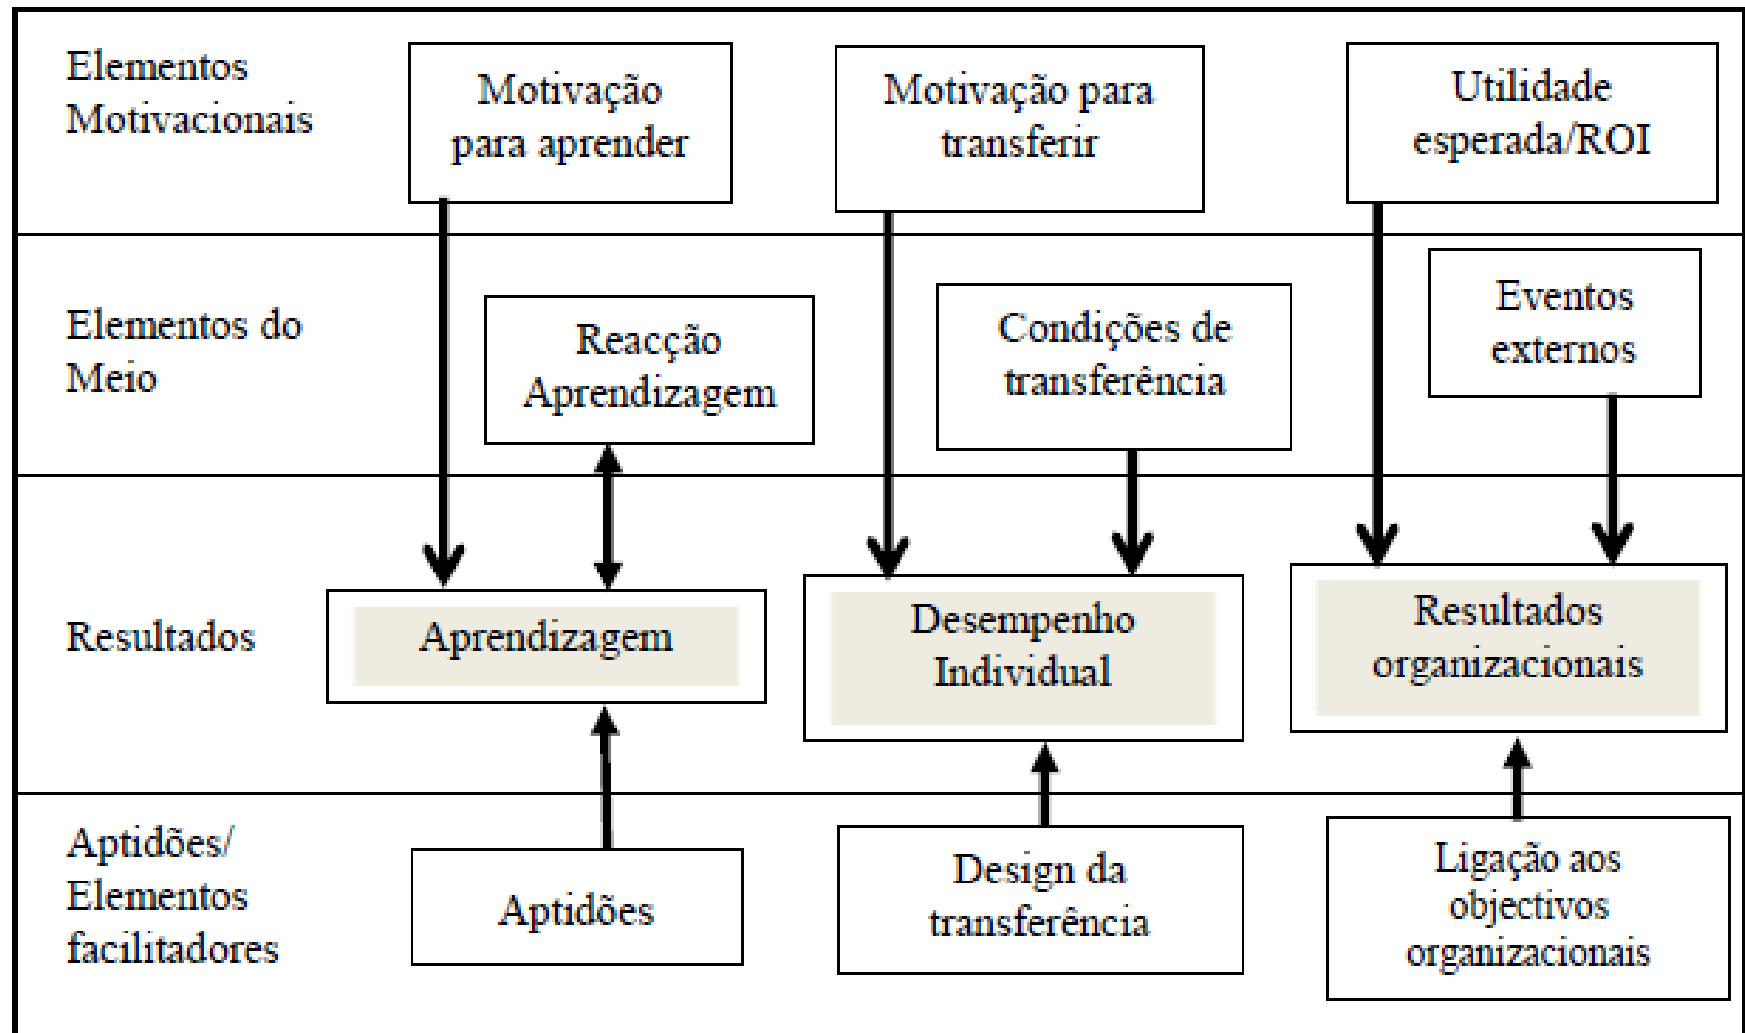 Elementos
Motivacionais
Motivação
para aprender
Motivação para
transferir
Utilidade
esperada/ROI
Elementos do
Meio
Reacção
Aprendizagem
Condições de
transferência
Eventos
externos
Resultados
Aprendizagem
Desempenho
Individual
Resultados
organizacionais
Aptidões/
Elementos
facilitadores
Aptidões
Design da
transferência
Ligação aos
objectivos
organizacionais